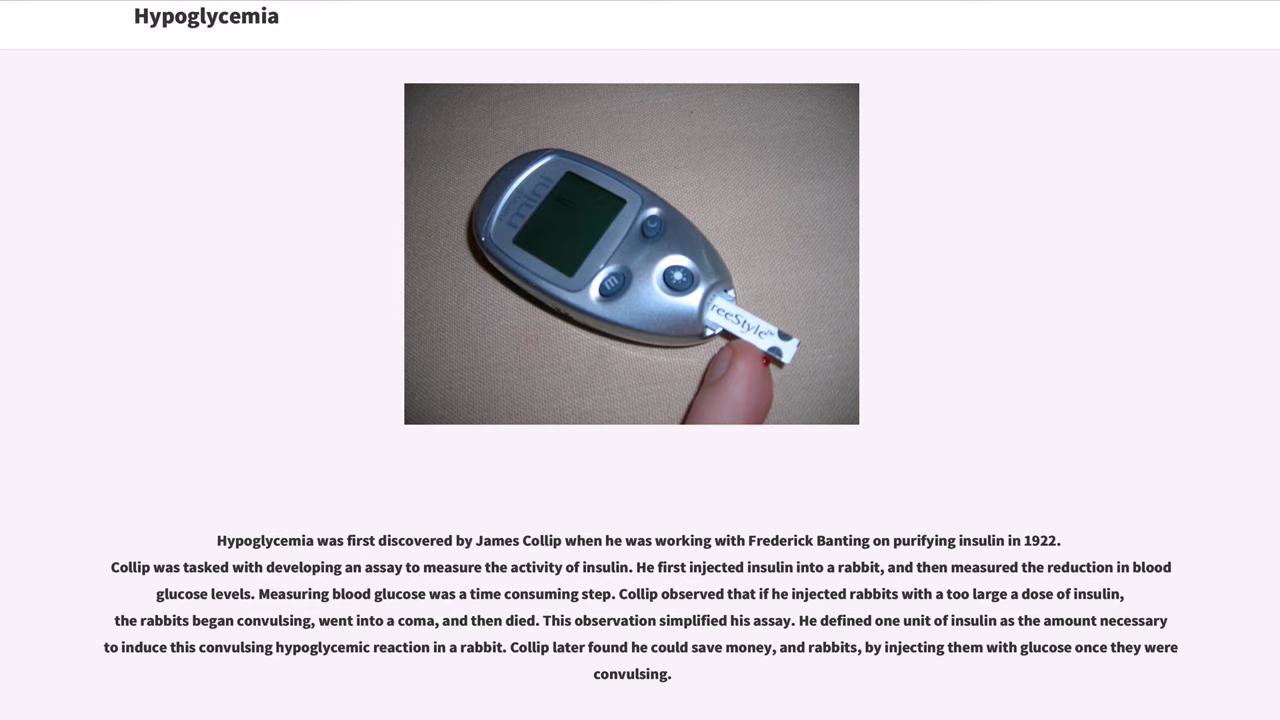 Hypoglycemia
mini
m
reeStyle™
Hypoglycemia was first discovered by James Collip when he was working with Frederick Banting on purifying insulin in 1922.
Collip was tasked with developing an assay to measure the activity of insulin. He first injected insulin into a rabbit, and then measured the reduction in blood
glucose levels. Measuring blood glucose was a time consuming step. Collip observed that if he injected rabbits with a too large a dose of insulin,
the rabbits began convulsing, went into a coma, and then died. This observation simplified his assay. He defined one unit of insulin as the amount necessary
to induce this convulsing hypoglycemic reaction in a rabbit. Collip later found he could save money, and rabbits, by injecting them with glucose once they were
convulsing.